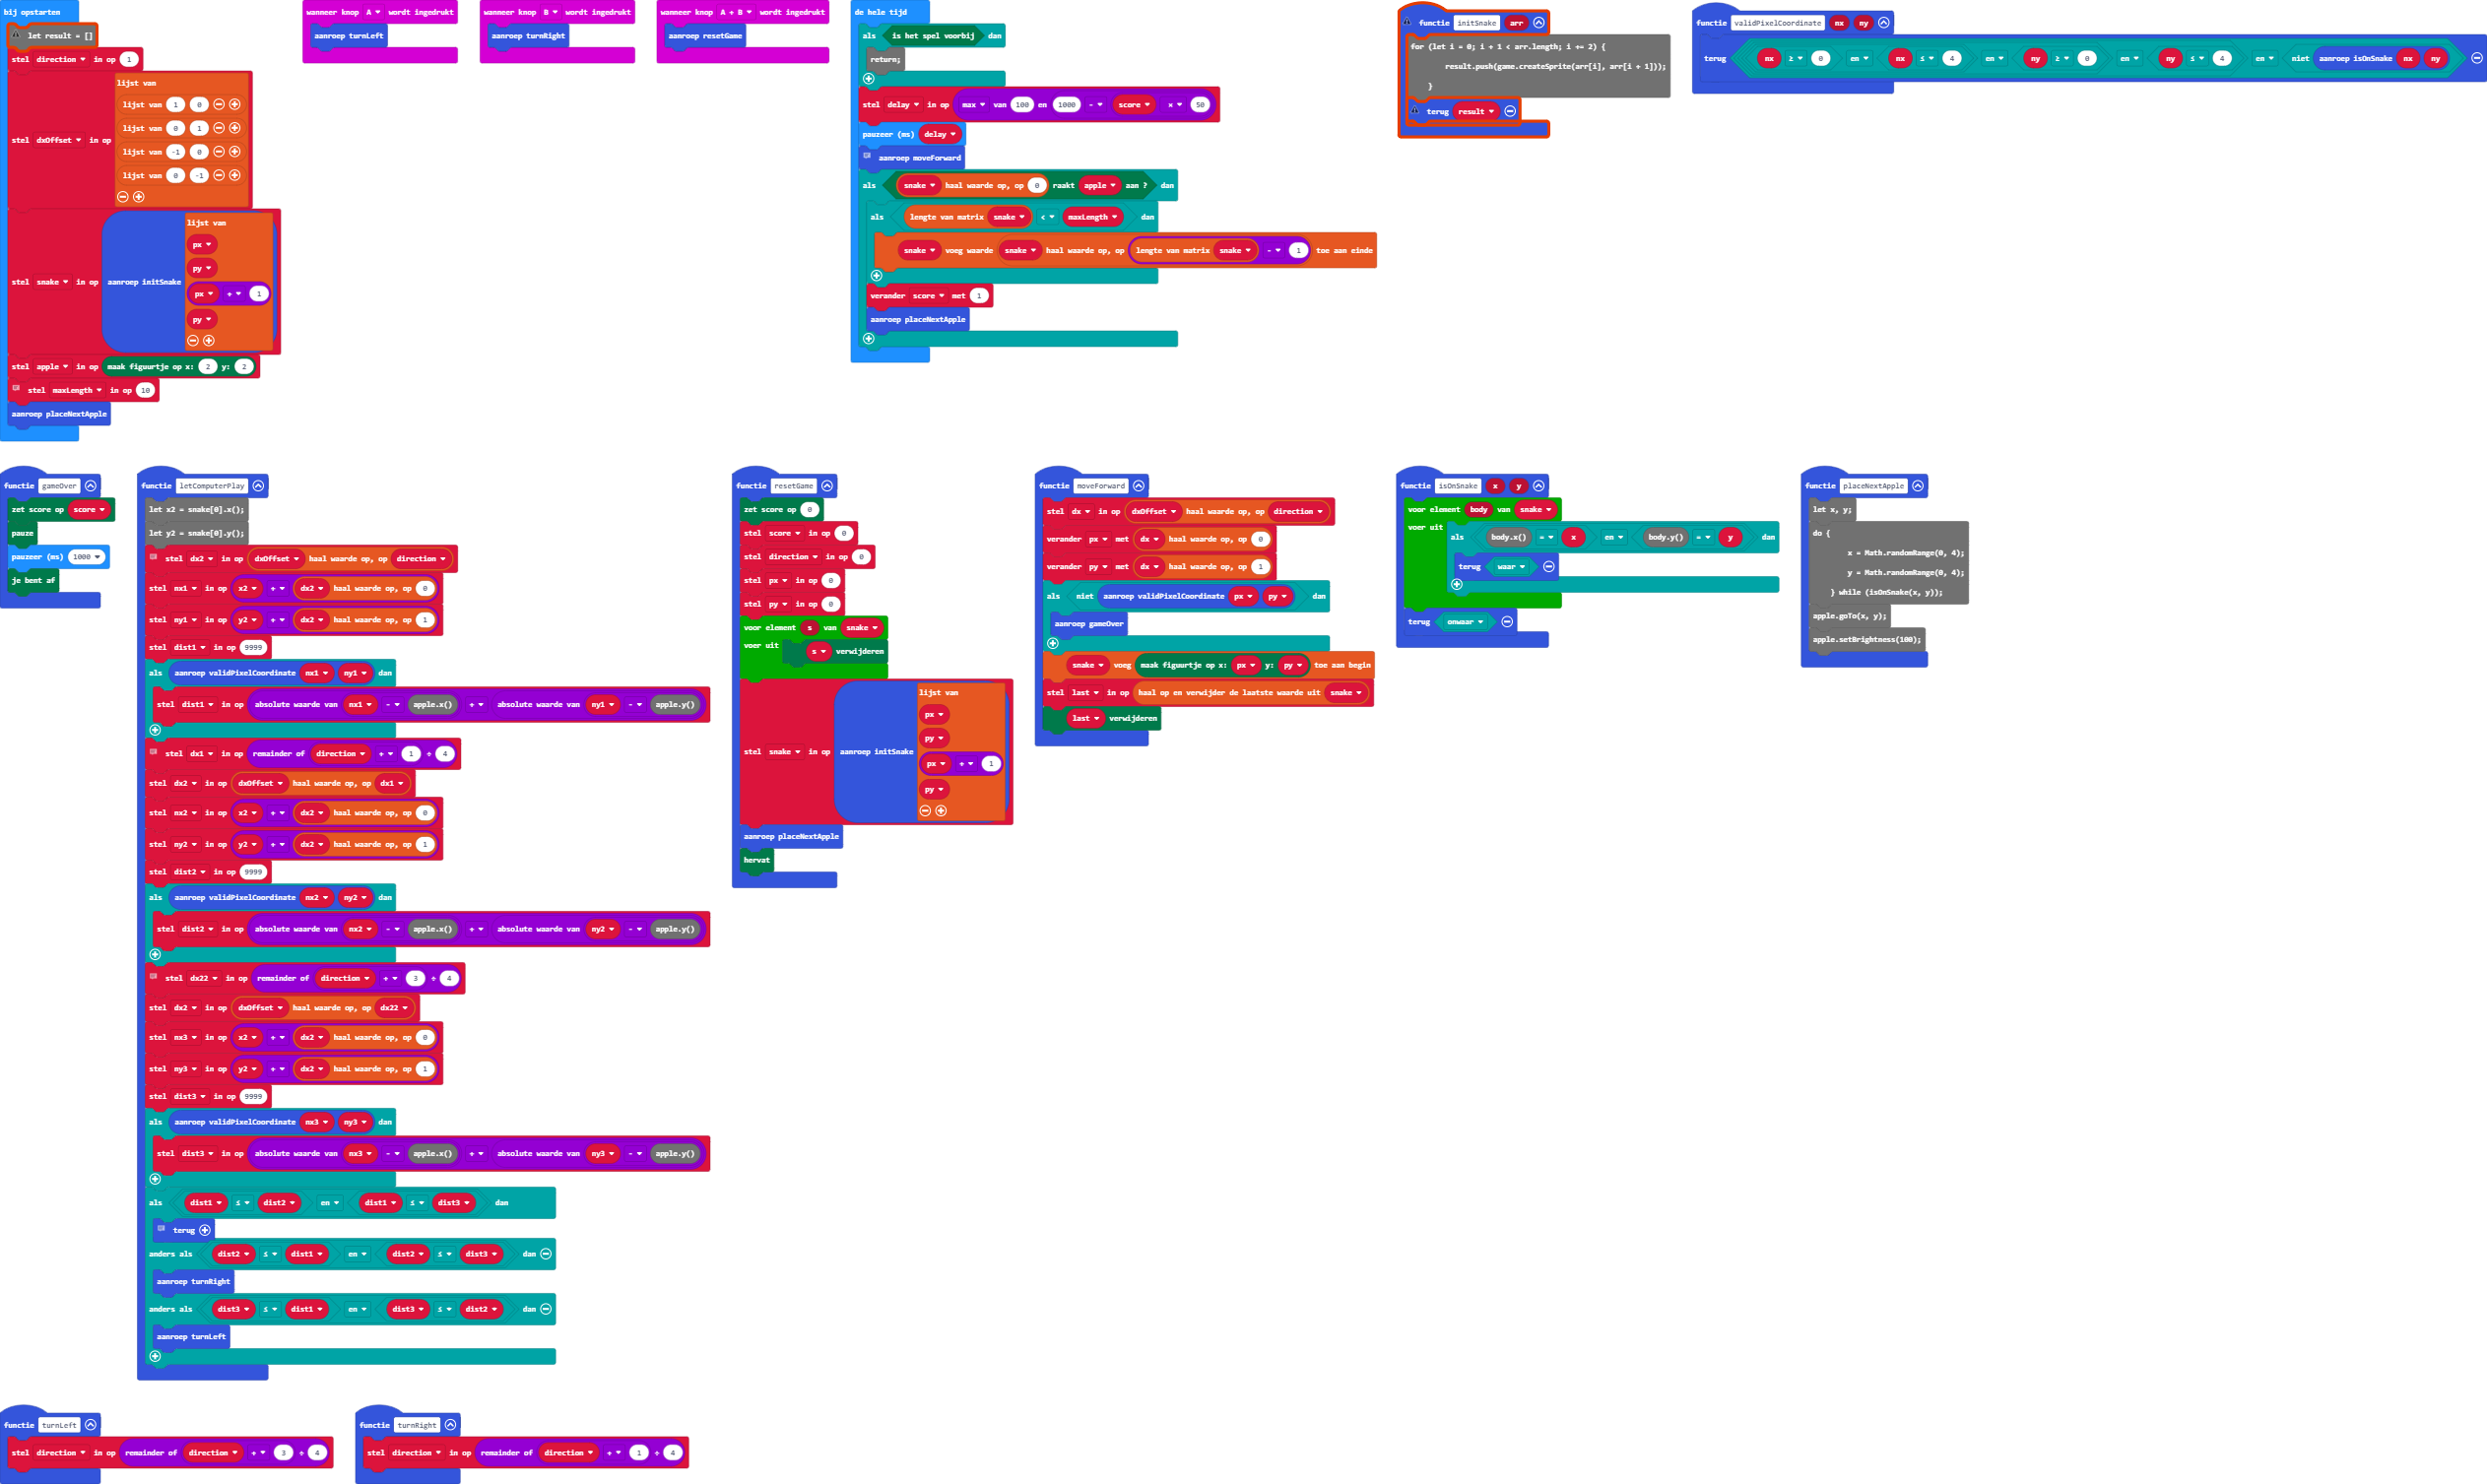 bij opstarten
let result = []
stel direction in op 1
stel dxOffset in op lijst van
lijst van 1 0
lijst van 0 1
lijst van -1 0
lijst van 0 -1
stel snake in op aanroep initSnake lijst van
px
py
px + 1
py
stel apple in op maak figuurtje op x: 2 y: 2
stel maxLength in op 10
aanroep placeNextApple
wanneer knop A wordt ingedrukt
aanroep turnLeft
wanneer knop B wordt ingedrukt
aanroep turnRight
wanneer knop A + B wordt ingedrukt
aanroep resetGame
de hele tijd
als is het spel voorbij dan
return;
stel delay in op max van 100 en 1000 - score × 50
pauzeer (ms) delay
aanroep moveForward
als snake haal waarde op, op 0 raakt apple aan ? dan
als lengte van matrix snake < maxLength dan
snake voeg waarde snake haal waarde op, op lengte van matrix snake - 1 toe aan einde
verander score met 1
aanroep placeNextApple
functie initSnake arr
for (let i = 0; i + 1 < arr.length; i += 2) {
result.push(game.createSprite(arr[i], arr[i + 1]));
}
terug result
functie validPixelCoordinate nx ny
terug nx ≥ 0 en nx ≤ 4 en ny ≥ 0 en ny ≤ 4 en niet aanroep isOnSnake nx ny
functie gameOver
zet score op score
pauze
pauzeer (ms) 1000
je bent af
functie letComputerPlay
let x2 = snake[0].x();
let y2 = snake[0].y();
stel dx2 in op dxOffset haal waarde op, op direction
stel nx1 in op x2 + dx2 haal waarde op, op 0
stel ny1 in op y2 + dx2 haal waarde op, op 1
stel dist1 in op 9999
als aanroep validPixelCoordinate nx1 ny1 dan
stel dist1 in op absolute waarde van nx1 - apple.x() + absolute waarde van ny1 - apple.y()
stel dx1 in op remainder of direction + 1 ÷ 4
stel dx2 in op dxOffset haal waarde op, op dx1
stel nx2 in op x2 + dx2 haal waarde op, op 0
stel ny2 in op y2 + dx2 haal waarde op, op 1
stel dist2 in op 9999
als aanroep validPixelCoordinate nx2 ny2 dan
stel dist2 in op absolute waarde van nx2 - apple.x() + absolute waarde van ny2 - apple.y()
stel dx22 in op remainder of direction + 3 ÷ 4
stel dx2 in op dxOffset haal waarde op, op dx22
stel nx3 in op x2 + dx2 haal waarde op, op 0
stel ny3 in op y2 + dx2 haal waarde op, op 1
stel dist3 in op 9999
als aanroep validPixelCoordinate nx3 ny3 dan
stel dist3 in op absolute waarde van nx3 - apple.x() + absolute waarde van ny3 - apple.y()
als dist1 ≤ dist2 en dist1 ≤ dist3 dan
terug
anders als dist2 ≤ dist1 en dist2 ≤ dist3 dan
aanroep turnRight
anders als dist3 ≤ dist1 en dist3 ≤ dist2 dan
aanroep turnLeft
functie resetGame
zet score op 0
stel score in op 0
stel direction in op 0
stel px in op 0
stel py in op 0
voor element s van snake
voer uit s verwijderen
stel snake in op aanroep initSnake lijst van
px
py
px + 1
py
aanroep placeNextApple
hervat
functie moveForward
stel dx in op dxOffset haal waarde op, op direction
verander px met dx haal waarde op, op 0
verander py met dx haal waarde op, op 1
als niet aanroep validPixelCoordinate px py dan
aanroep gameOver
snake voeg maak figuurtje op x: px y: py toe aan begin
stel last in op haal op en verwijder de laatste waarde uit snake
last verwijderen
functie isOnSnake x y
voor element body van snake
voer uit als body.x() = x en body.y() = y dan
terug waar
terug onwaar
functie placeNextApple
let x, y;
do {
x = Math.randomRange(0, 4);
y = Math.randomRange(0, 4);
} while (isOnSnake(x, y));
apple.goTo(x, y);
apple.setBrightness(100);
functie turnLeft
stel direction in op remainder of direction + 3 ÷ 4
functie turnRight
stel direction in op remainder of direction + 1 ÷ 4